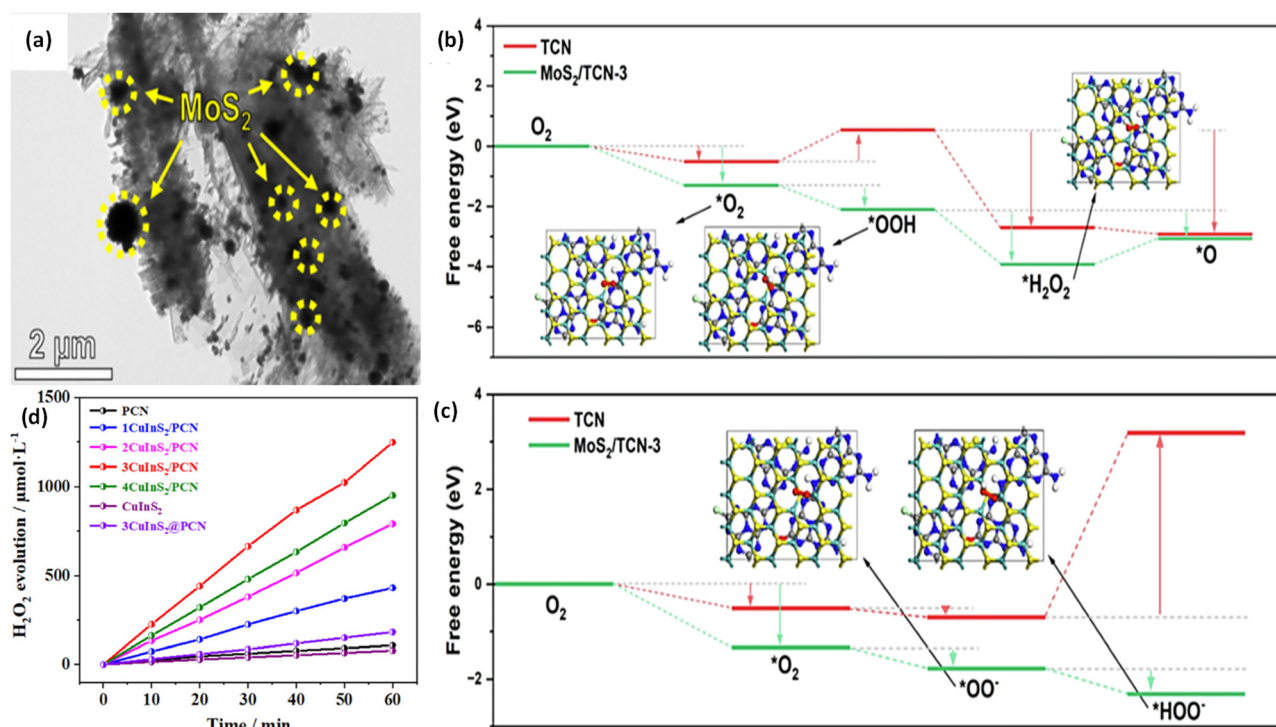 (a)
MoS₂
2 μm
(b)
TCN
MoS₂/TCN-3
Free energy (eV)
4
2
0
−2
−4
−6
O₂
*O₂
*OOH
*H₂O₂
*O
(d)
H₂O₂ evolution / μmol·L⁻¹
1500
1000
500
0
PCN
1CuInS₂/PCN
2CuInS₂/PCN
3CuInS₂/PCN
4CuInS₂/PCN
CuInS₂
3CuInS₂@PCN
0 10 20 30 40 50 60
Time / min
(c)
TCN
MoS₂/TCN-3
Free energy (eV)
4
2
0
−2
O₂
*O₂
*OO⁻
*HOO⁻